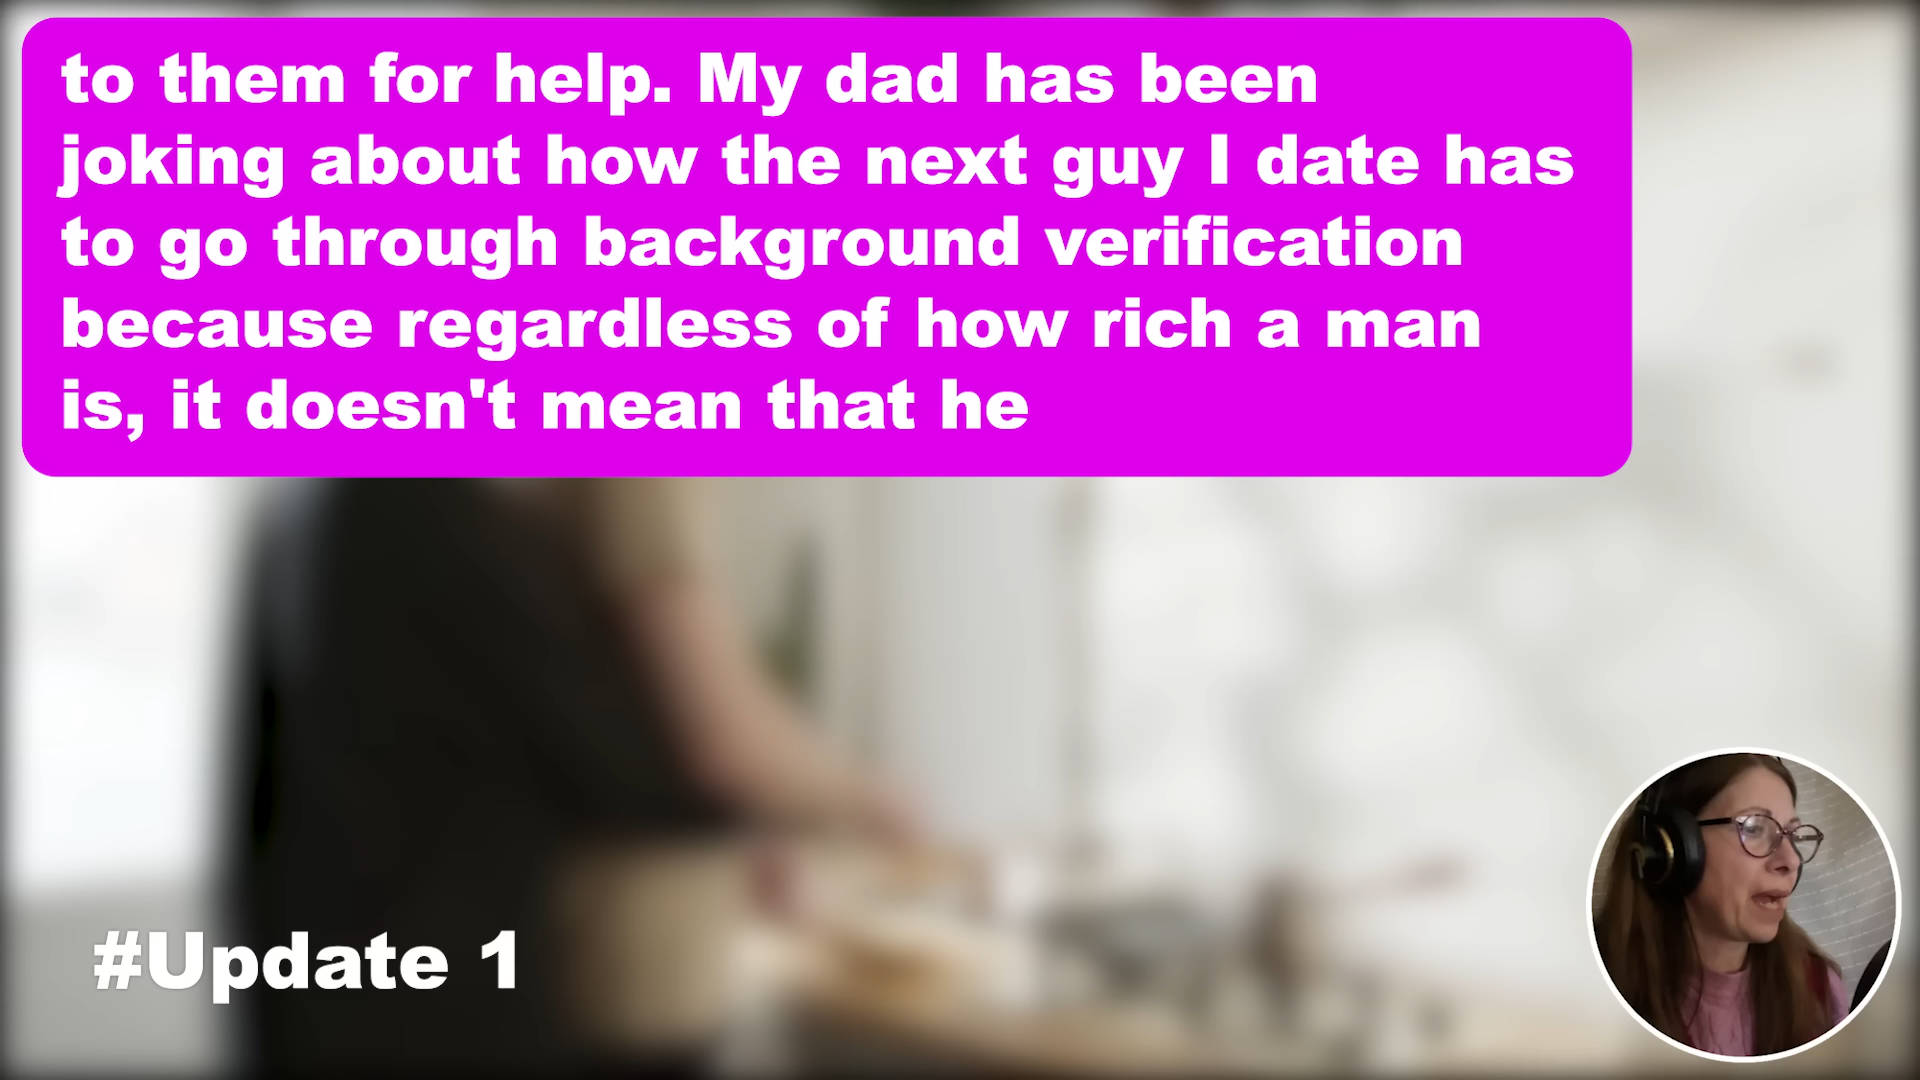 to them for help. My dad has been
joking about how the next guy I date has
to go through background verification
because regardless of how rich a man
is, it doesn't mean that he
#Update 1